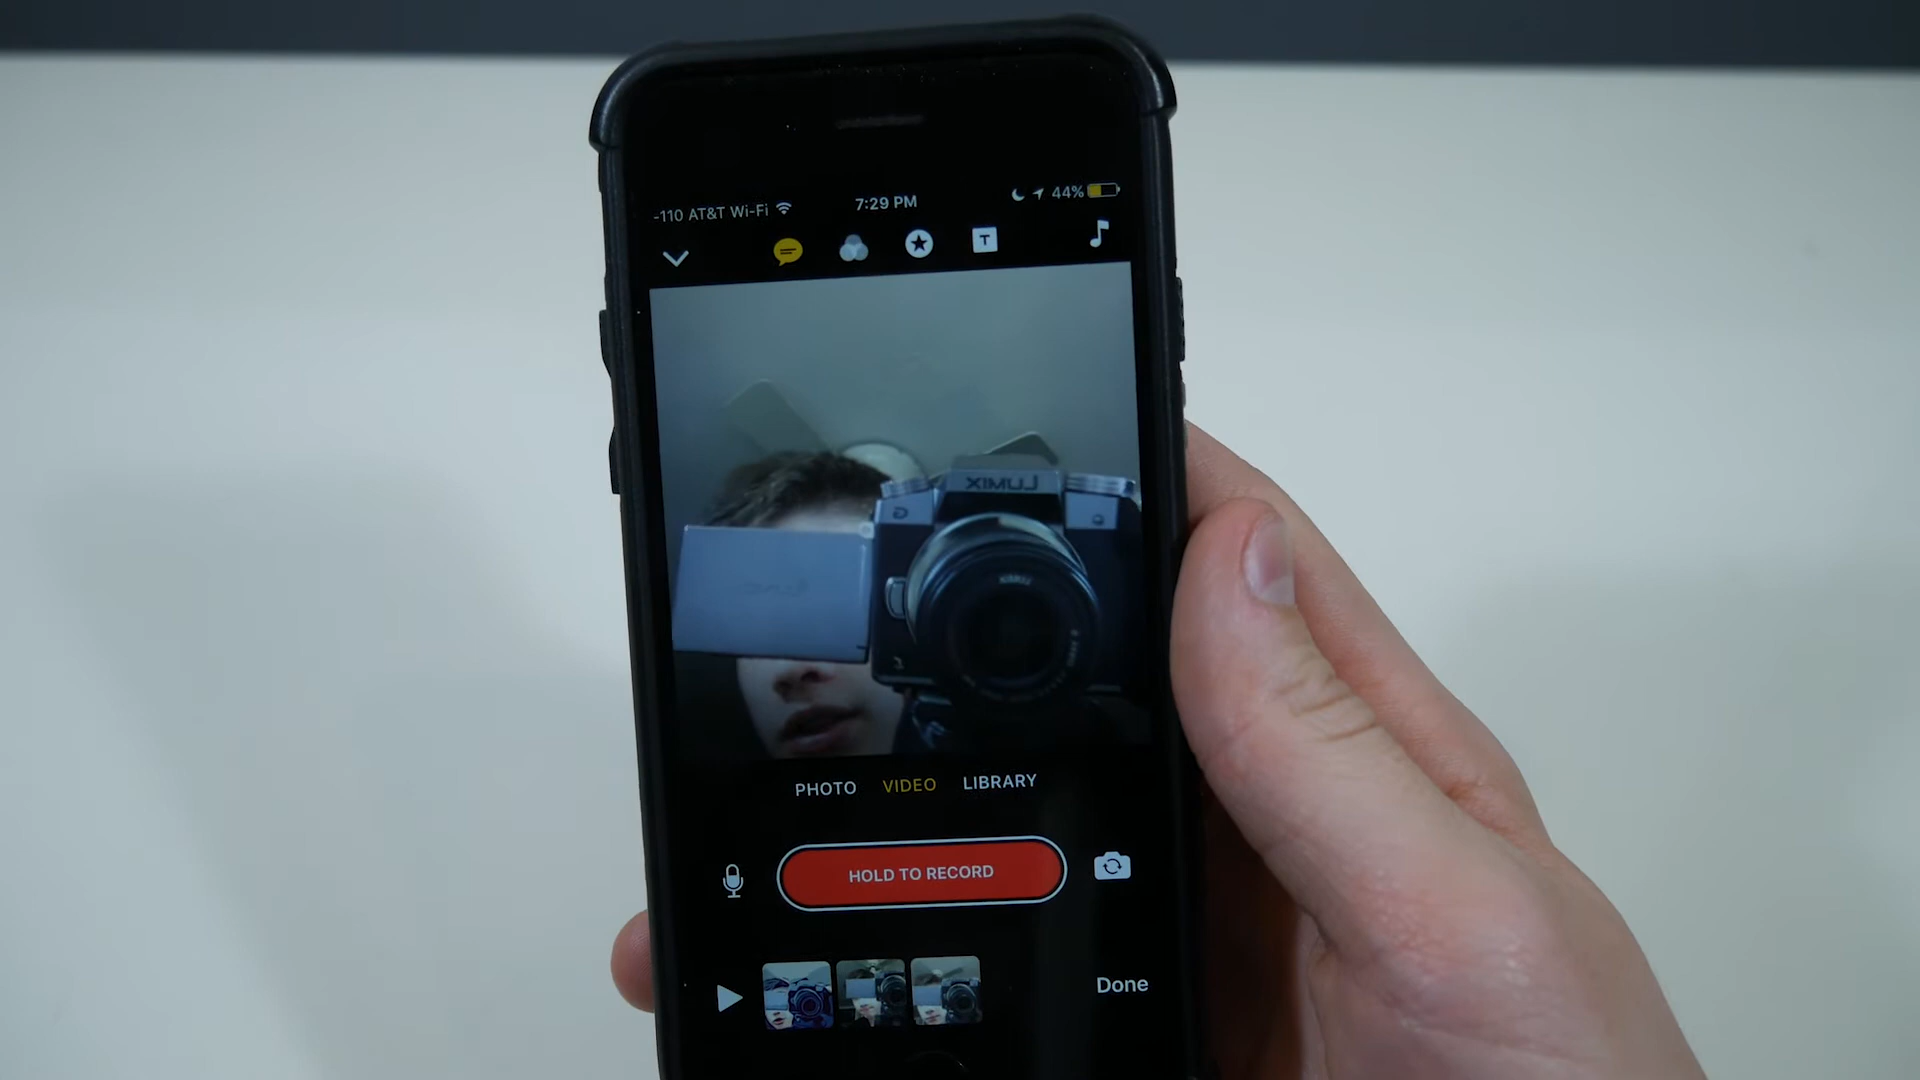 -110 AT&T Wi-Fi 7:29 PM 44%
T
LUMIX
G
PHOTO VIDEO LIBRARY
HOLD TO RECORD
Done